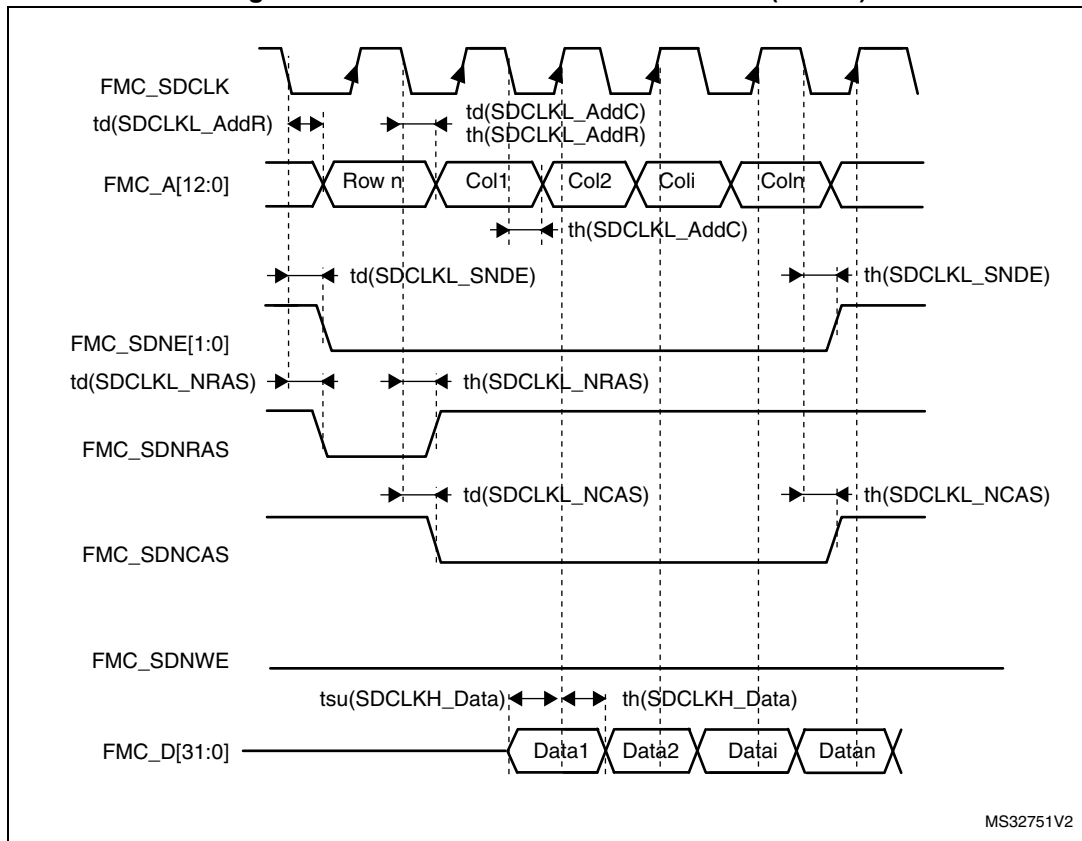 FMC_SDCLK
td(SDCLKL_AddR)
td(SDCLKL_AddC)
th(SDCLKL_AddR)
FMC_A[12:0]
Row n
Col1
Col2
Coli
Coln
th(SDCLKL_AddC)
td(SDCLKL_SNDE)
th(SDCLKL_SNDE)
FMC_SDNE[1:0]
td(SDCLKL_NRAS)
th(SDCLKL_NRAS)
FMC_SDNRAS
td(SDCLKL_NCAS)
th(SDCLKL_NCAS)
FMC_SDNCAS
FMC_SDNWE
tsu(SDCLKH_Data)
th(SDCLKH_Data)
FMC_D[31:0]
Data1
Data2
Datai
Datan
MS32751V2